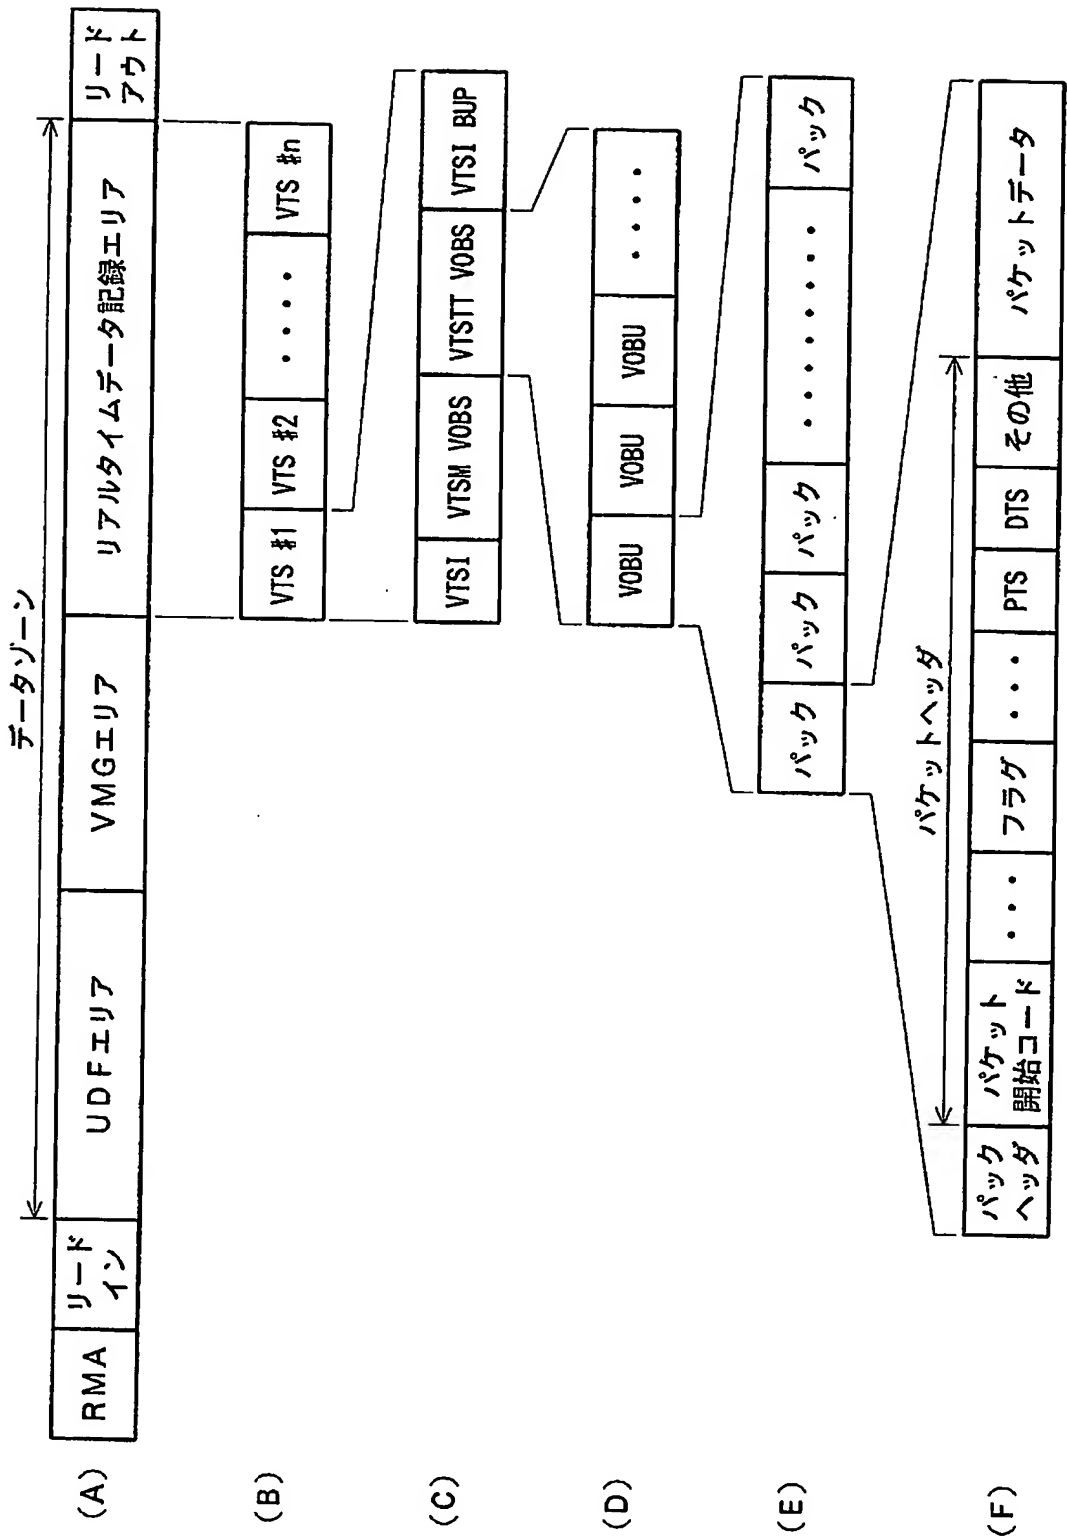 データゾーン
(A)
RMA
リード
イン
UDFエリア
VMGエリア
リアルタイムデータ記録エリア
リード
アウト
(B)
VTS #1
VTS #2
・・・・
VTS #n
(C)
VTSI
VTSM VOBS
VTSTT VOBS
VTSI BUP
(D)
VOBU
VOBU
VOBU
・・・・
(E)
パック
パック
パック
・・・・・・・
パック
パケットヘッダ
(F)
パック
ヘッダ
パケット
開始コード
・・・
フラグ
・・・
PTS
DTS
その他
パケットデータ